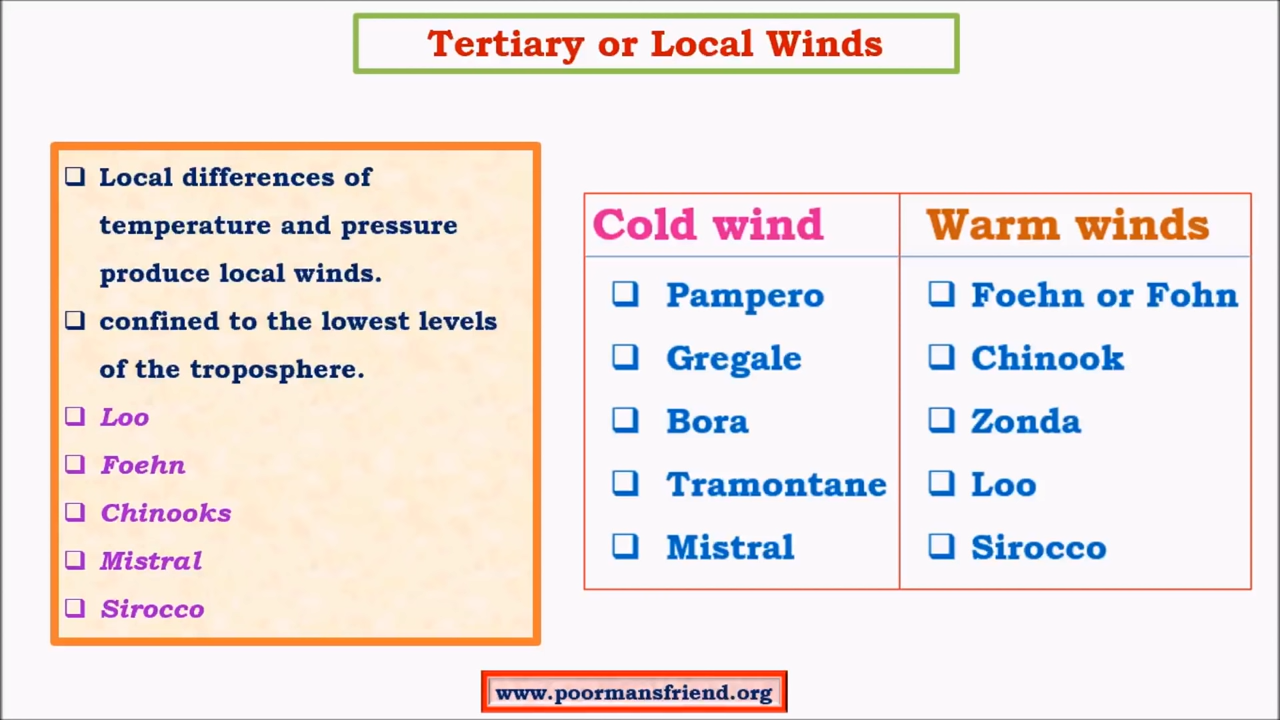 Tertiary or Local Winds
❑ Local differences of
temperature and pressure
produce local winds.
❑ confined to the lowest levels
of the troposphere.
❑ Loo
❑ Foehn
❑ Chinooks
❑ Mistral
❑ Sirocco
Cold wind
❑ Pampero
❑ Gregale
❑ Bora
❑ Tramontane
❑ Mistral
Warm winds
❑ Foehn or Fohn
❑ Chinook
❑ Zonda
❑ Loo
❑ Sirocco
www.poormansfriend.org